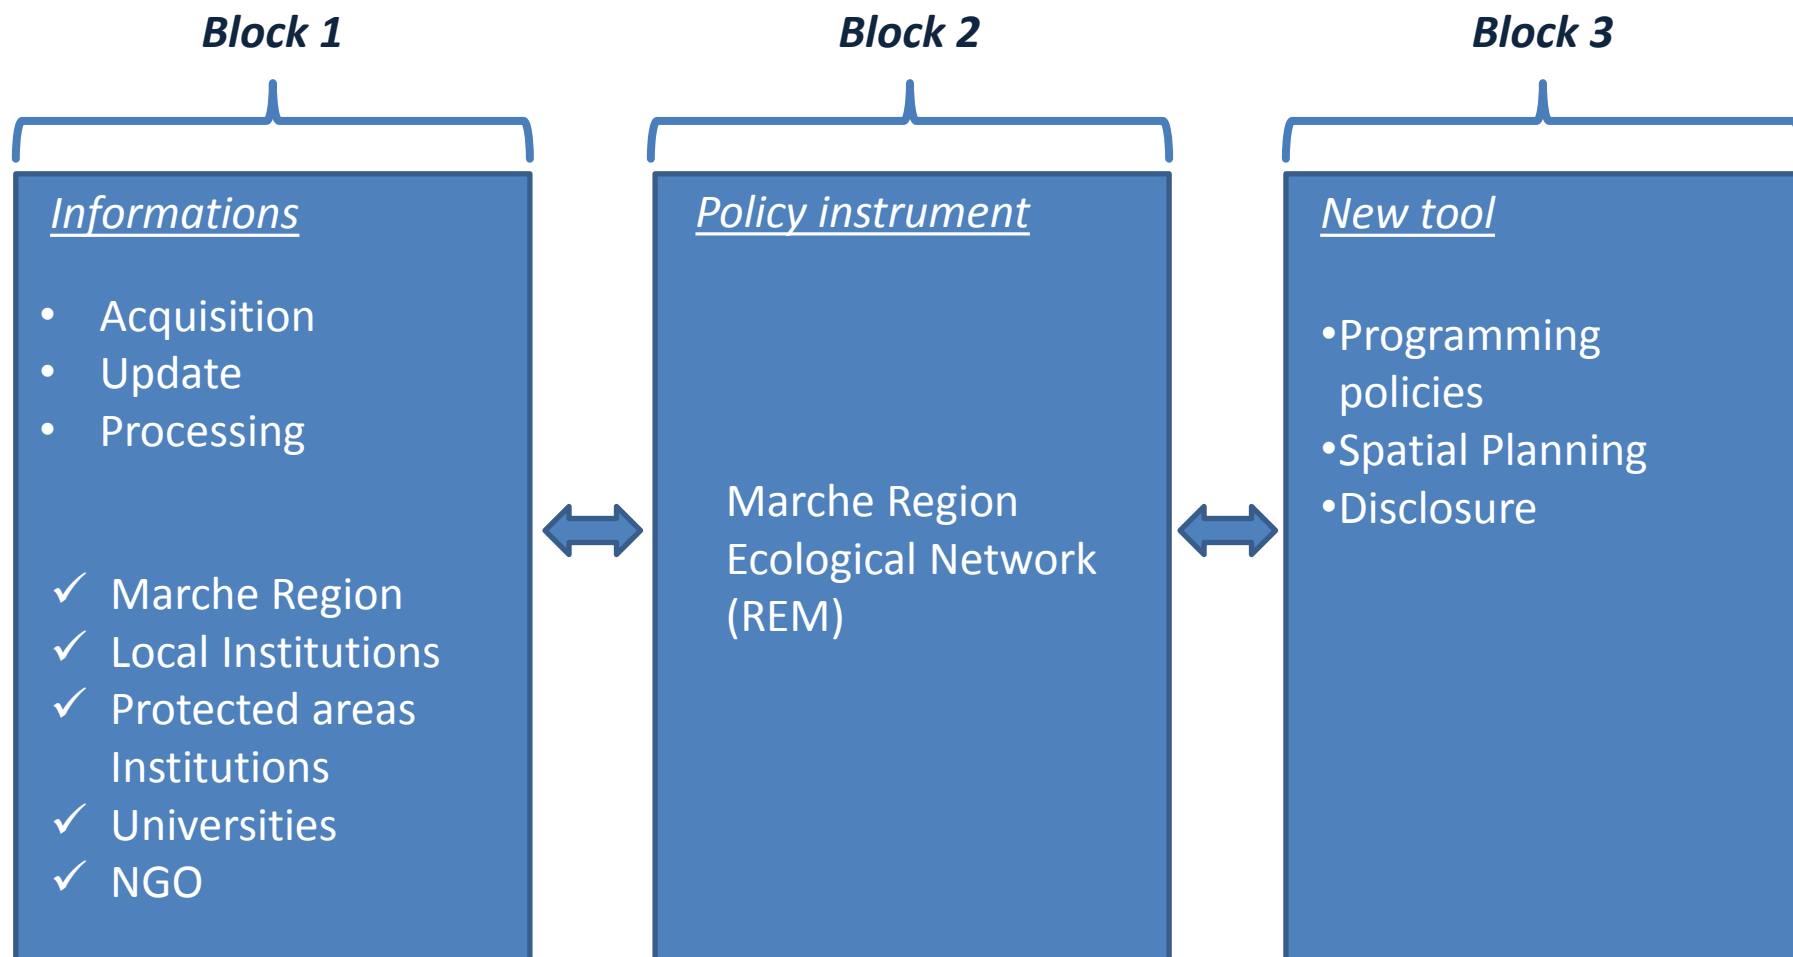 Block 1
Block 2
Block 3
Informations
• Acquisition
• Update
• Processing
✓ Marche Region
✓ Local Institutions
✓ Protected areas
Institutions
✓ Universities
✓ NGO
Policy instrument
Marche Region
Ecological Network
(REM)
New tool
•Programming
policies
•Spatial Planning
•Disclosure